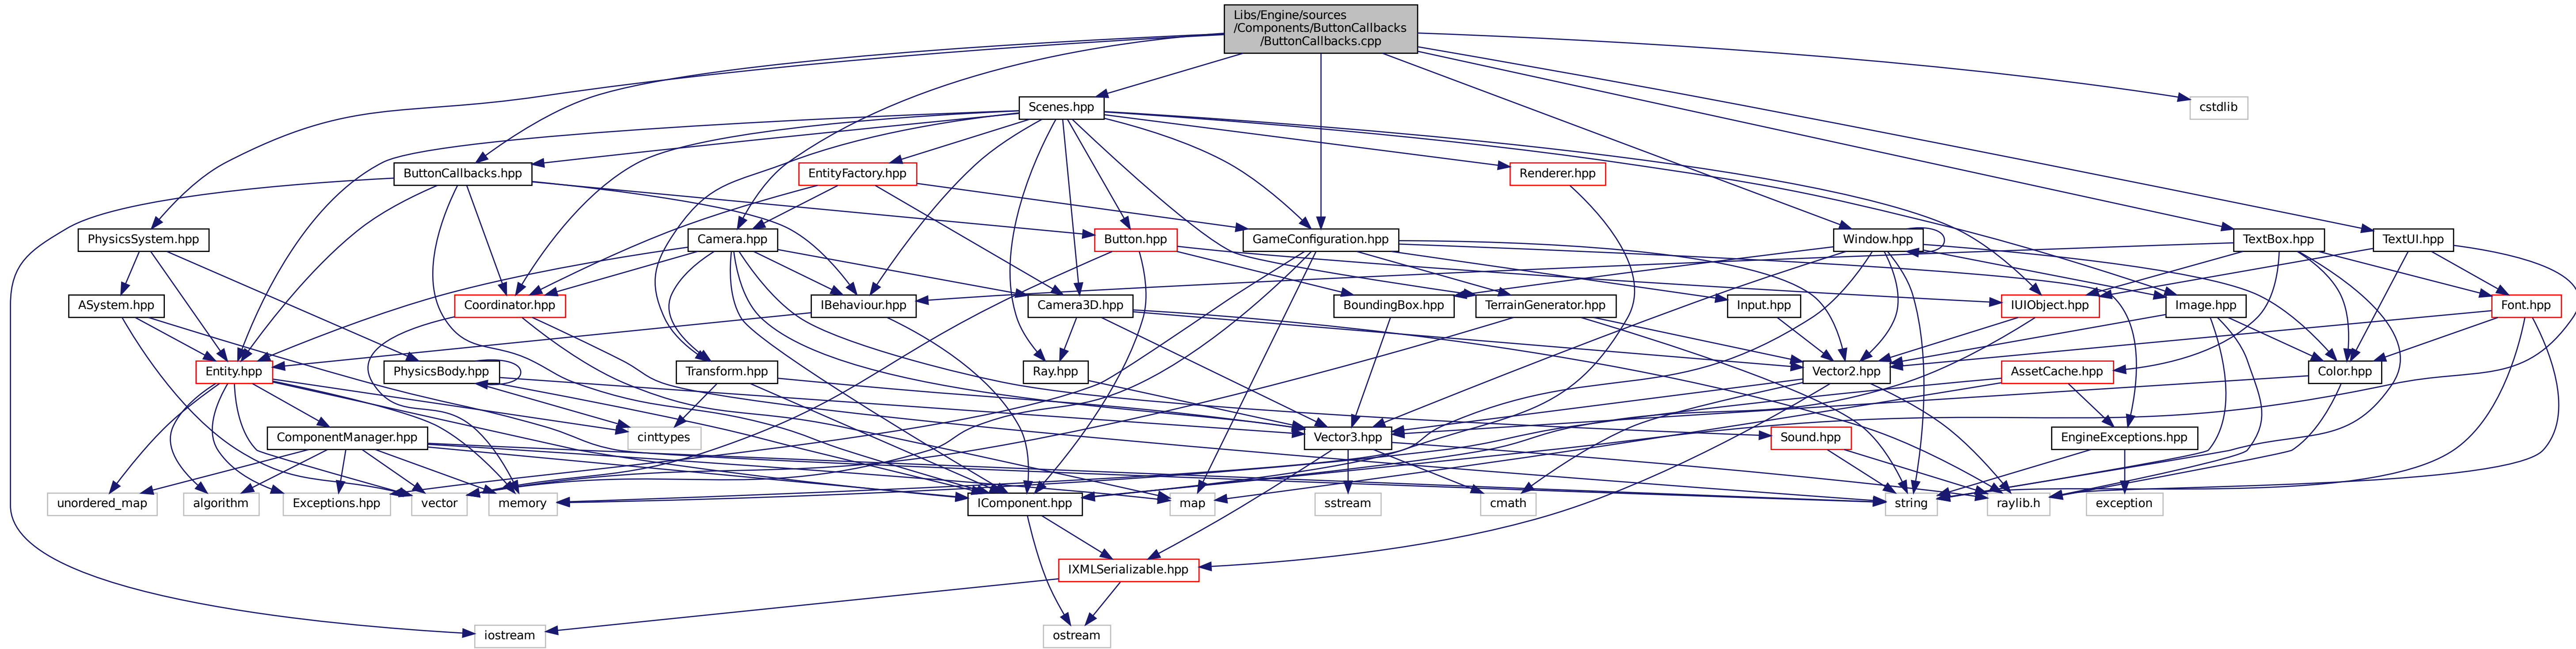 Libs/Engine/sources
/Components/ButtonCallbacks
/ButtonCallbacks.cpp
Scenes.hpp
cstdlib
ButtonCallbacks.hpp
EntityFactory.hpp
Renderer.hpp
PhysicsSystem.hpp
Camera.hpp
Button.hpp
GameConfiguration.hpp
Window.hpp
TextBox.hpp
TextUI.hpp
ASystem.hpp
Coordinator.hpp
IBehaviour.hpp
Camera3D.hpp
BoundingBox.hpp
TerrainGenerator.hpp
Input.hpp
IUIObject.hpp
Image.hpp
Font.hpp
Entity.hpp
PhysicsBody.hpp
Transform.hpp
Ray.hpp
Vector2.hpp
AssetCache.hpp
Color.hpp
ComponentManager.hpp
cinttypes
Vector3.hpp
Sound.hpp
EngineExceptions.hpp
unordered_map
algorithm
Exceptions.hpp
vector
memory
IComponent.hpp
map
sstream
cmath
string
raylib.h
exception
IXMLSerializable.hpp
iostream
ostream